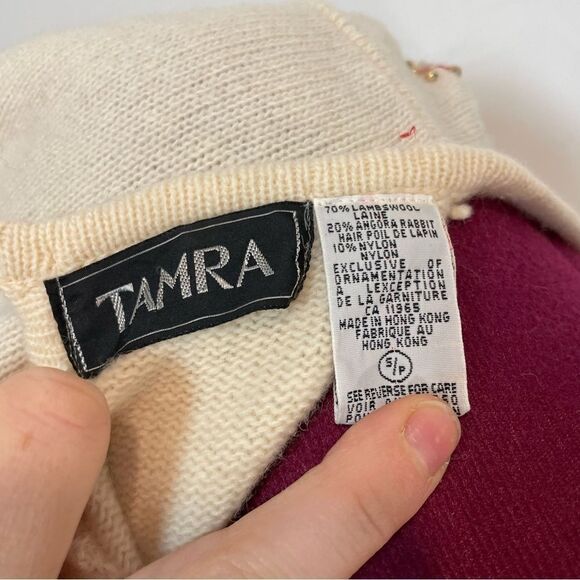 TAMRA
70% LAMBSWOOL
LAINE
20% ANGORA RABBIT
HAIR POIL DE LAPIN
10% NYLON
NYLON
EXCLUSIVE OF
ORNAMENTATION
A LEXCEPTION
DE LA GARNITURE
CA 11965
MADE IN HONG KONG
FABRIQUE AU
HONG KONG
S/P
SEE REVERSE FOR CARE
VOIR